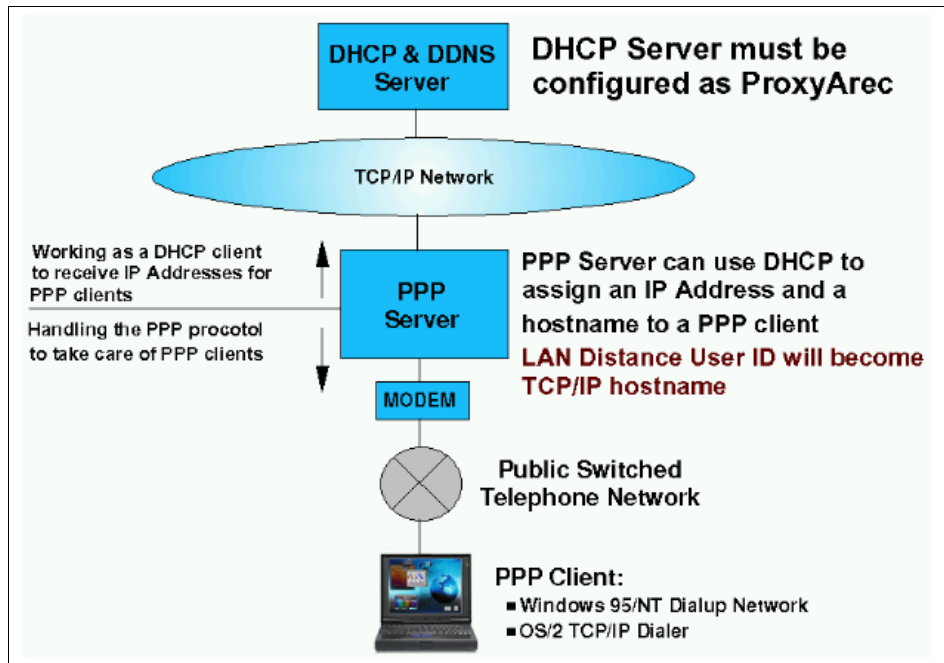 DHCP & DDNS
Server
DHCP Server must be
configured as ProxyArec
TCP/IP Network
Working as a DHCP client
to receive IP Addresses for
PPP clients
Handling the PPP procotol
to take care of PPP clients
PPP
Server
PPP Server can use DHCP to
assign an IP Address and a
hostname to a PPP client
LAN Distance User ID will become
TCP/IP hostname
MODEM
Public Switched
Telephone Network
PPP Client:
▪ Windows 95/NT Dialup Network
▪ OS/2 TCP/IP Dialer